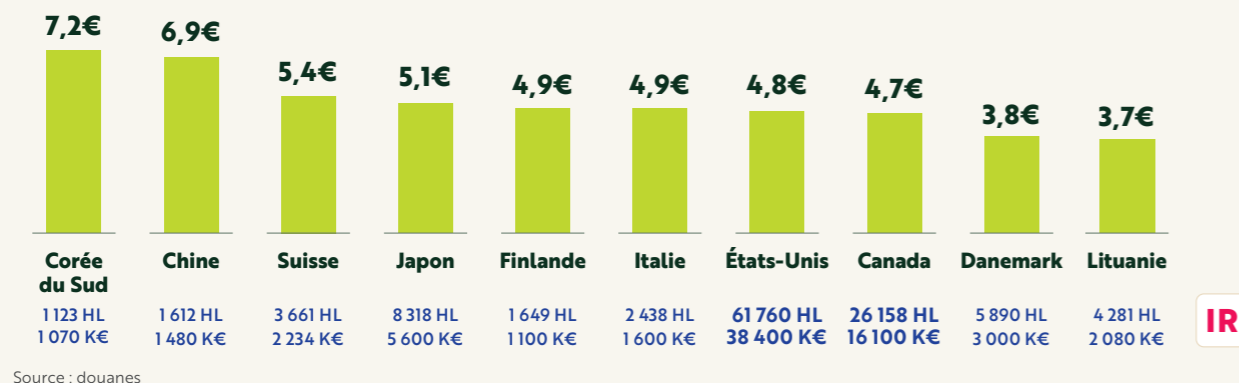 7,2€ 6,9€ 5,4€ 5,1€ 4,9€ 4,9€ 4,8€ 4,7€ 3,8€ 3,7€
Corée Chine Suisse Japon Finlande Italie États-Unis Canada Danemark Lituanie
du Sud
1 123 HL 1 612 HL 3 661 HL 8 318 HL 1 649 HL 2 438 HL 61 760 HL 26 158 HL 5 890 HL 4 281 HL
1 070 K€ 1 480 K€ 2 234 K€ 5 600 K€ 1 100 K€ 1 600 K€ 38 400 K€ 16 100 K€ 3 000 K€ 2 080 K€
IR
Source : douanes